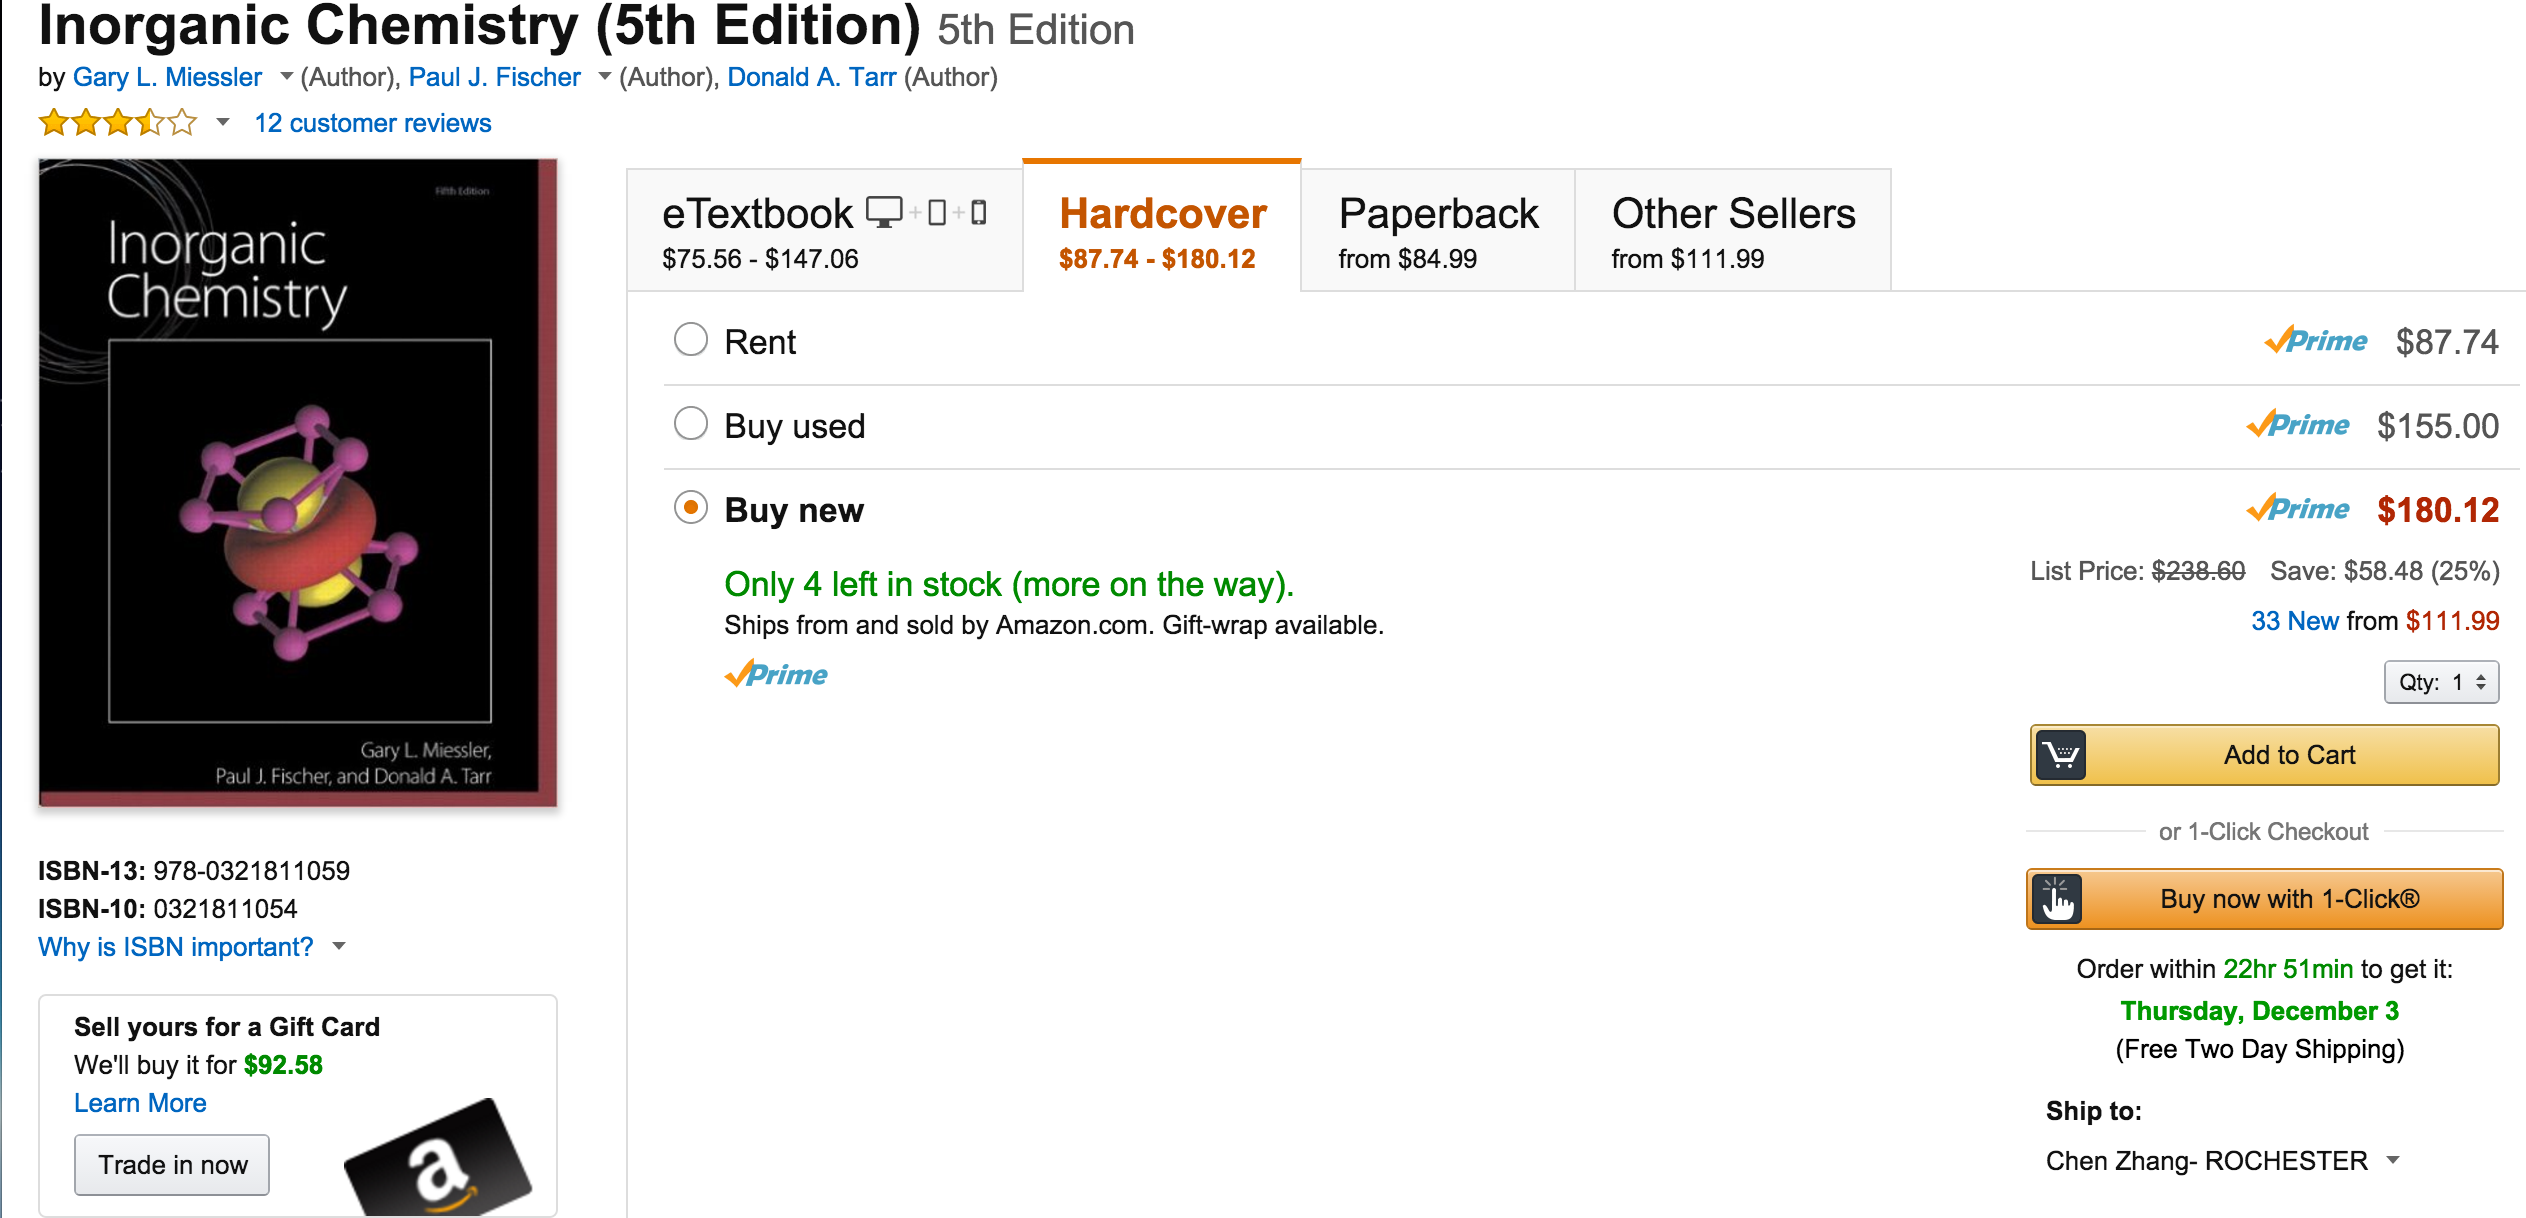 Inorganic Chemistry (5th Edition) 5th Edition
by Gary L. Miessler (Author), Paul J. Fischer (Author), Donald A. Tarr (Author)
12 customer reviews
Fifth Edition
Inorganic
Chemistry
Gary L. Miessler,
Paul J. Fischer, and Donald A. Tarr
ISBN-13: 978-0321811059
ISBN-10: 0321811054
Why is ISBN important?
Sell yours for a Gift Card
We'll buy it for $92.58
Learn More
Trade in now
a
eTextbook
$75.56 - $147.06
Hardcover
$87.74 - $180.12
Paperback
from $84.99
Other Sellers
from $111.99
Rent Prime $87.74
Buy used Prime $155.00
Buy new Prime $180.12
Only 4 left in stock (more on the way).
Ships from and sold by Amazon.com. Gift-wrap available.
Prime
List Price: $238.60 Save: $58.48 (25%)
33 New from $111.99
Qty: 1
Add to Cart
or 1-Click Checkout
Buy now with 1-Click®
Order within 22hr 51min to get it:
Thursday, December 3
(Free Two Day Shipping)
Ship to:
Chen Zhang- ROCHESTER